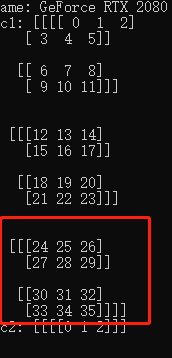 ame: GeForce RTX 2080
c1: [[[[ 0 1 2]
[ 3 4 5]]
[[ 6 7 8]
[ 9 10 11]]]
[[[12 13 14]
[15 16 17]]
[[18 19 20]
[21 22 23]]]
[[[24 25 26]
[27 28 29]]
[[30 31 32]
[33 34 35]]]]
c2: [[[[0 1 2]]]